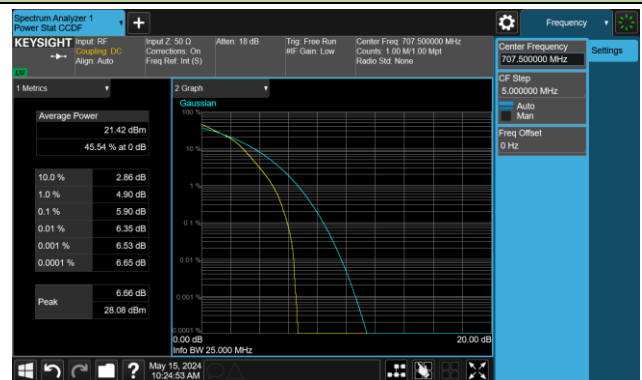 Spectrum Analyzer 1
Power Stat CCDF
Frequency
KEYSIGHT
Input: RF
Coupling: DC
Align: Auto
Input Z: 50 Ω
Corrections: On
Freq Ref: Int (S)
Atten: 18 dB
Trig: Free Run
#IF Gain: Low
Center Freq: 707.500000 MHz
Counts: 1.00 M/1.00 Mpt
Radio Std: None
LW
1 Metrics
Average Power
21.42 dBm
45.54 % at 0 dB
10.0 % 2.86 dB
1.0 % 4.90 dB
0.1 % 5.90 dB
0.01 % 6.35 dB
0.001 % 6.53 dB
0.0001 % 6.65 dB
Peak
6.66 dB
28.08 dBm
2 Graph
Gaussian
100 %
10 %
1 %
0.1 %
0.01 %
0.001 %
0.0001 %
0.00 dB
20.00 dB
Info BW 25.000 MHz
Center Frequency
707.500000 MHz
Settings
CF Step
5.000000 MHz
Auto
Man
Freq Offset
0 Hz
?
May 15, 2024
10:24:53 AM